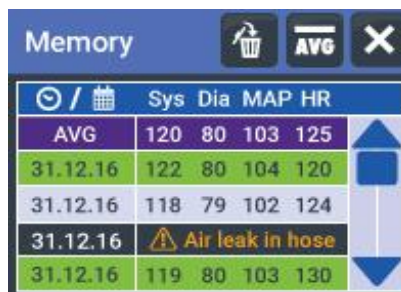 Memory AVG
/ Sys Dia MAP HR
AVG 120 80 103 125
31.12.16 122 80 104 120
31.12.16 118 79 102 124
31.12.16 Air leak in hose
31.12.16 119 80 103 130